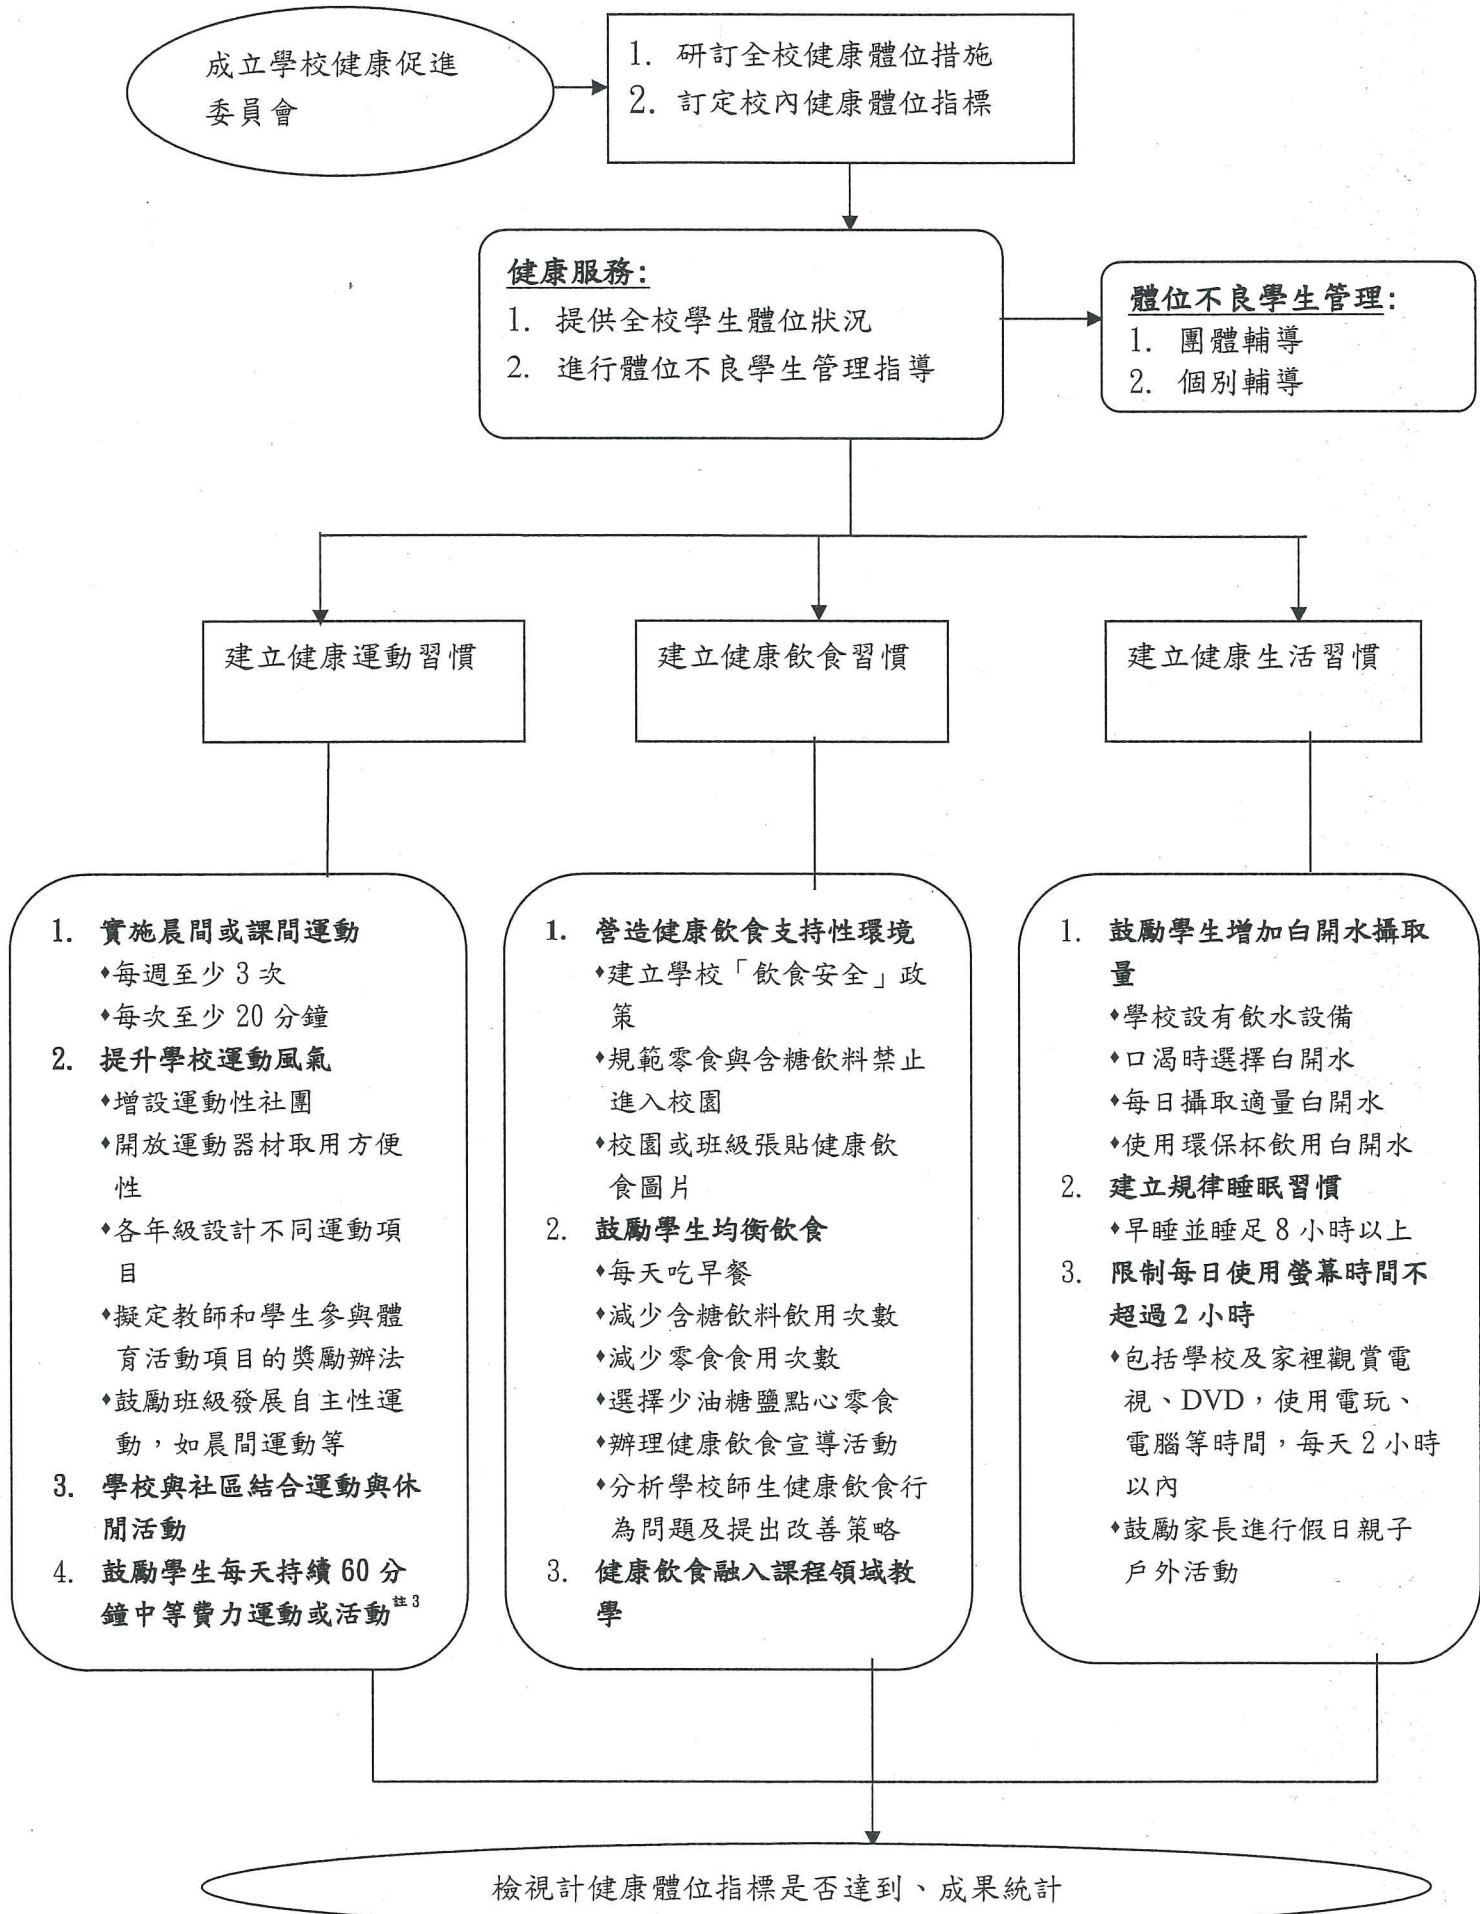 成立學校健康促進
委員會
1. 研訂全校健康體位措施
2. 訂定校內健康體位指標
健康服務:
1. 提供全校學生體位狀況
2. 進行體位不良學生管理指導
體位不良學生管理:
1. 團體輔導
2. 個別輔導
建立健康運動習慣
建立健康飲食習慣
建立健康生活習慣
1. 實施晨間或課間運動
♦每週至少 3 次
♦每次至少 20 分鐘
2. 提升學校運動風氣
♦增設運動性社團
♦開放運動器材取用方便
性
♦各年級設計不同運動項
目
♦擬定教師和學生參與體
育活動項目的獎勵辦法
♦鼓勵班級發展自主性運
動，如晨間運動等
3. 學校與社區結合運動與休
閒活動
4. 鼓勵學生每天持續 60 分
鐘中等費力運動或活動註3
1. 營造健康飲食支持性環境
♦建立學校「飲食安全」政
策
♦規範零食與含糖飲料禁止
進入校園
♦校園或班級張貼健康飲
食圖片
2. 鼓勵學生均衡飲食
♦每天吃早餐
♦減少含糖飲料飲用次數
♦減少零食食用次數
♦選擇少油糖鹽點心零食
♦辦理健康飲食宣導活動
♦分析學校師生健康飲食行
為問題及提出改善策略
3. 健康飲食融入課程領域教
學
1. 鼓勵學生增加白開水攝取
量
♦學校設有飲水設備
♦口渴時選擇白開水
♦每日攝取適量白開水
♦使用環保杯飲用白開水
2. 建立規律睡眠習慣
♦早睡並睡足 8 小時以上
3. 限制每日使用螢幕時間不
超過 2 小時
♦包括學校及家裡觀賞電
視、DVD，使用電玩、
電腦等時間，每天 2 小時
以內
♦鼓勵家長進行假日親子
戶外活動
檢視計健康體位指標是否達到、成果統計